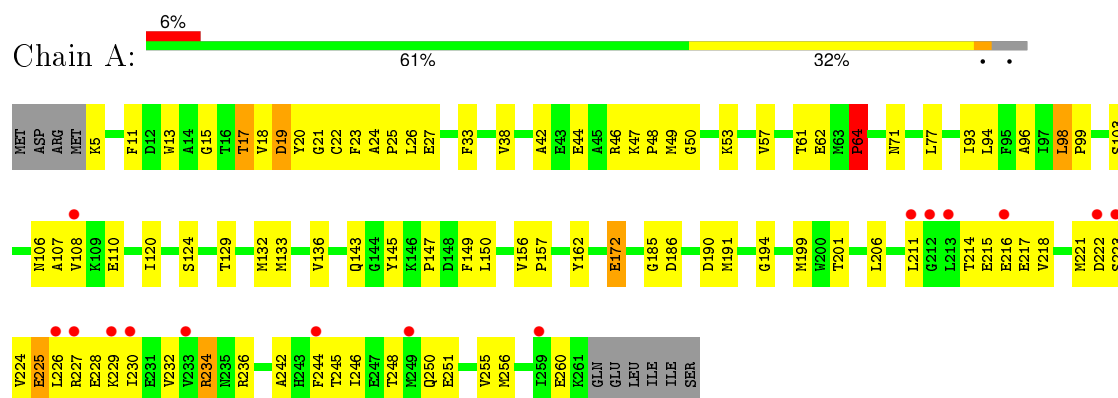 6%
Chain A:
61%
32%
MET ASP ARG MET K5 F11 D12 W13 A14 G15 T16 T17 V18 D19 Y20 G21 C22 F23 A24 P25 L26 E27 F33 V38 A42 E43 E44 A45 R46 K47 P48 M49 G50 K53 V57 T61 E62 M63 P64 N71 L77 I93 L94 F95 A96 I97 L98 P99 S103
N106 A107 V108 K109 E110 I120 S124 T129 M132 M133 V136 Q143 G144 Y145 K146 P147 D148 F149 L150 V156 P157 Y162 E172 G185 D186 D190 M191 G194 M199 W200 T201 L206 L211 G212 L213 T214 E215 E216 E217 V218 M221 D222 S223
V224 E225 L226 R227 E228 K229 I230 E231 V232 V233 R234 N235 R236 A242 H243 F244 T245 I246 E247 T248 M249 Q250 E251 V255 M256 I259 E260 K261 GLN GLU LEU ILE ILE SER